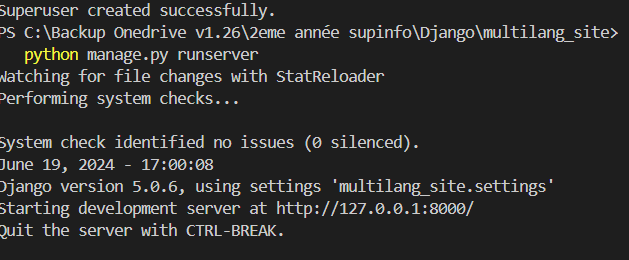 Superuser created successfully.
PS C:\Backup Onedrive v1.26\2eme année supinfo\Django\multilang_site>
python manage.py runserver
Watching for file changes with StatReloader
Performing system checks...
System check identified no issues (0 silenced).
June 19, 2024 - 17:00:08
Django version 5.0.6, using settings 'multilang_site.settings'
Starting development server at http://127.0.0.1:8000/
Quit the server with CTRL-BREAK.